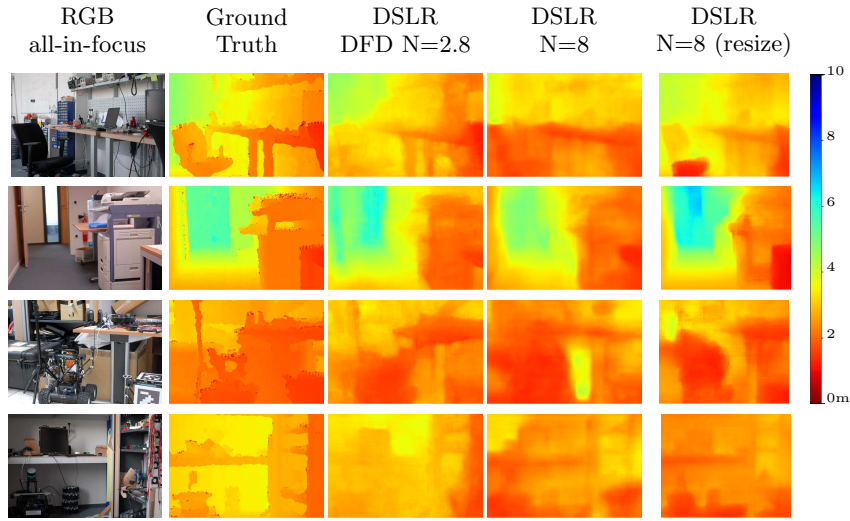 RGB
all-in-focus
Ground
Truth
DSLR
DFD N=2.8
DSLR
N=8
DSLR
N=8 (resize)
10
8
6
4
2
0m